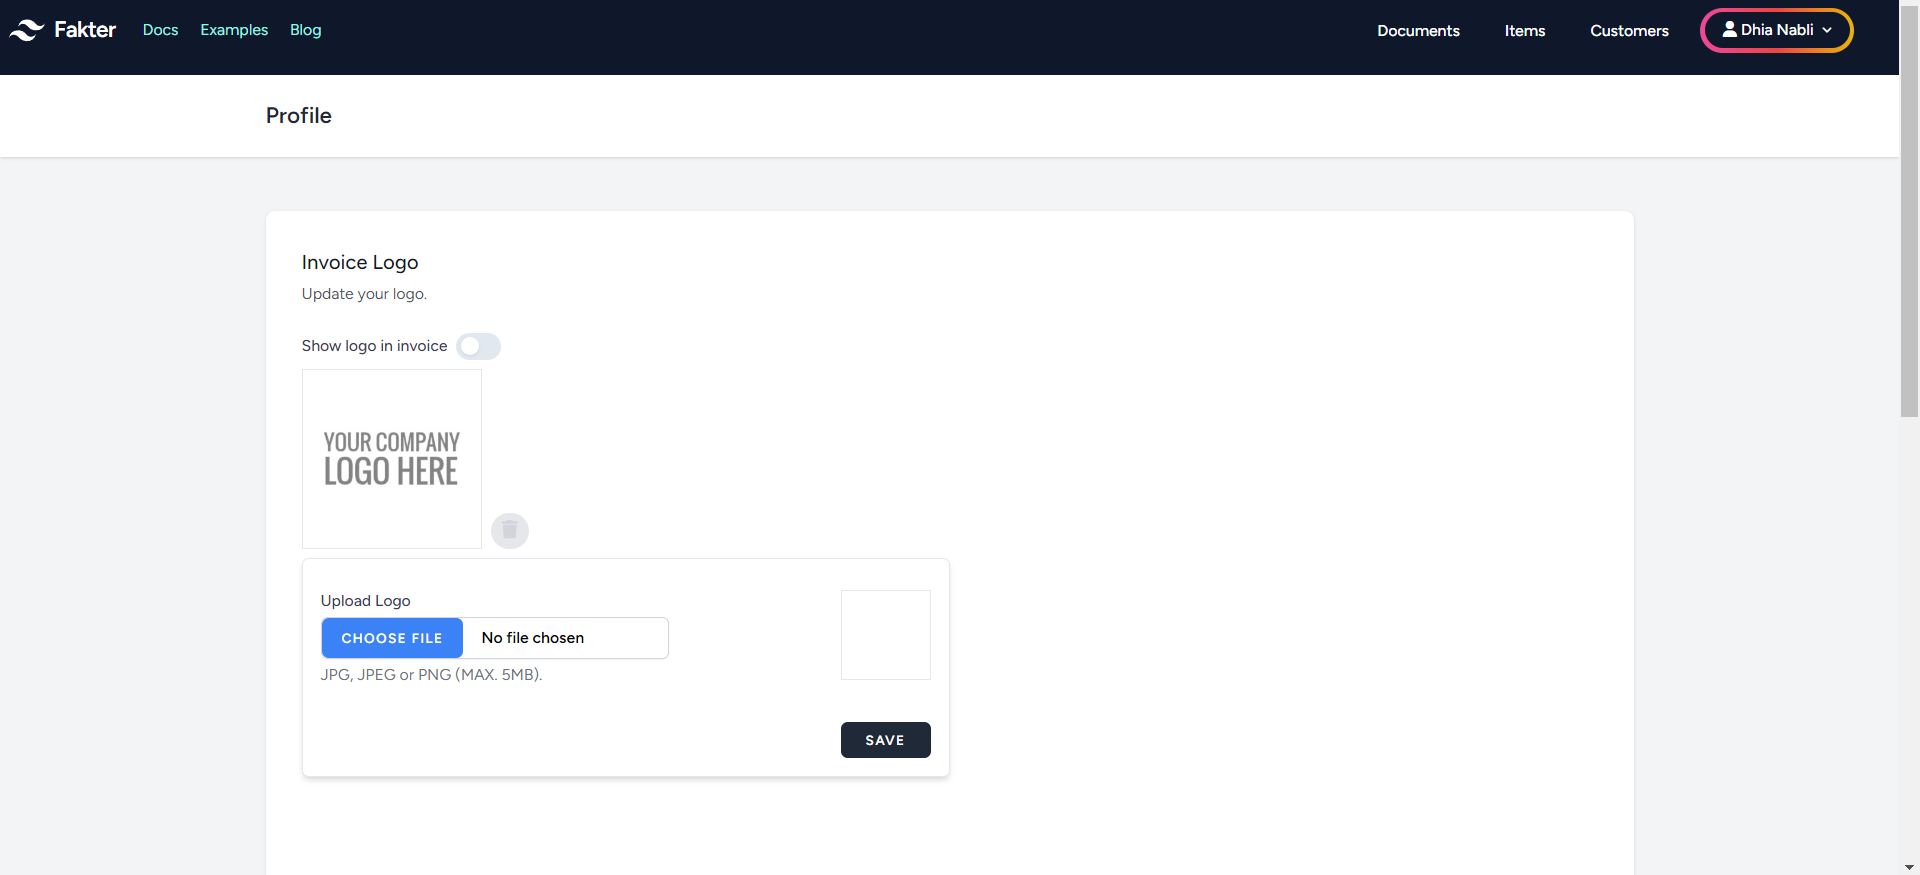 Fakter
Docs
Examples
Blog
Documents
Items
Customers
Dhia Nabli
Profile
Invoice Logo
Update your logo.
Show logo in invoice
YOUR COMPANY
LOGO HERE
Upload Logo
CHOOSE FILE
No file chosen
JPG, JPEG or PNG (MAX. 5MB).
SAVE